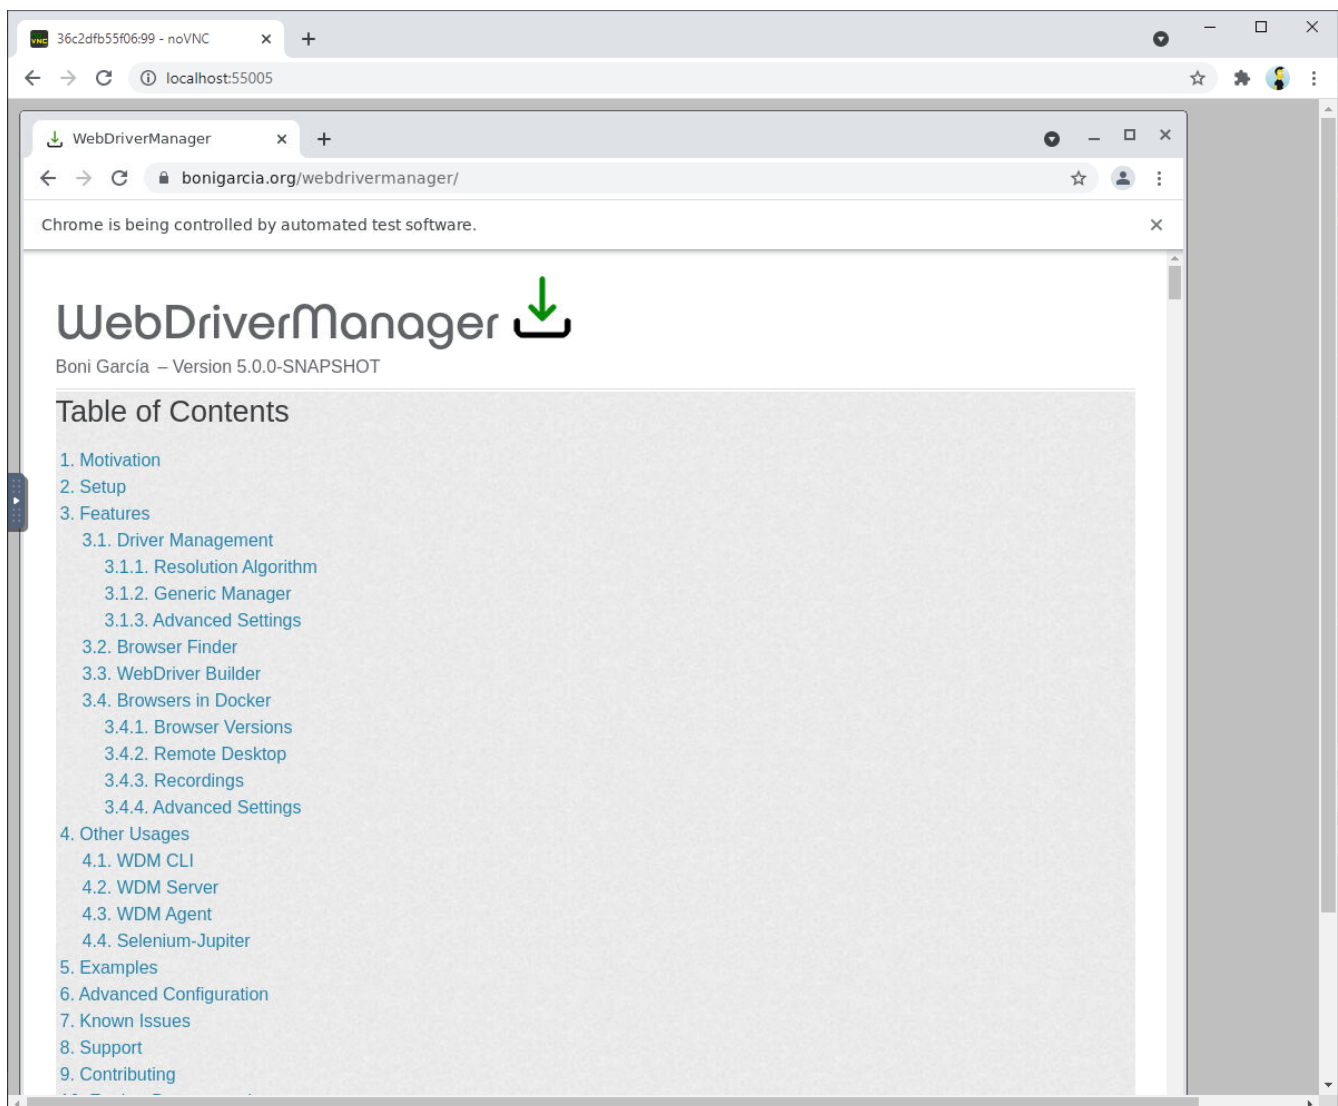 36c2dfb55f06:99 - noVNC
localhost:55005
WebDriverManager
bonigarcia.org/webdrivermanager/
Chrome is being controlled by automated test software.
WebDriverManager
Boni García – Version 5.0.0-SNAPSHOT
Table of Contents
1. Motivation
2. Setup
3. Features
3.1. Driver Management
3.1.1. Resolution Algorithm
3.1.2. Generic Manager
3.1.3. Advanced Settings
3.2. Browser Finder
3.3. WebDriver Builder
3.4. Browsers in Docker
3.4.1. Browser Versions
3.4.2. Remote Desktop
3.4.3. Recordings
3.4.4. Advanced Settings
4. Other Usages
4.1. WDM CLI
4.2. WDM Server
4.3. WDM Agent
4.4. Selenium-Jupiter
5. Examples
6. Advanced Configuration
7. Known Issues
8. Support
9. Contributing